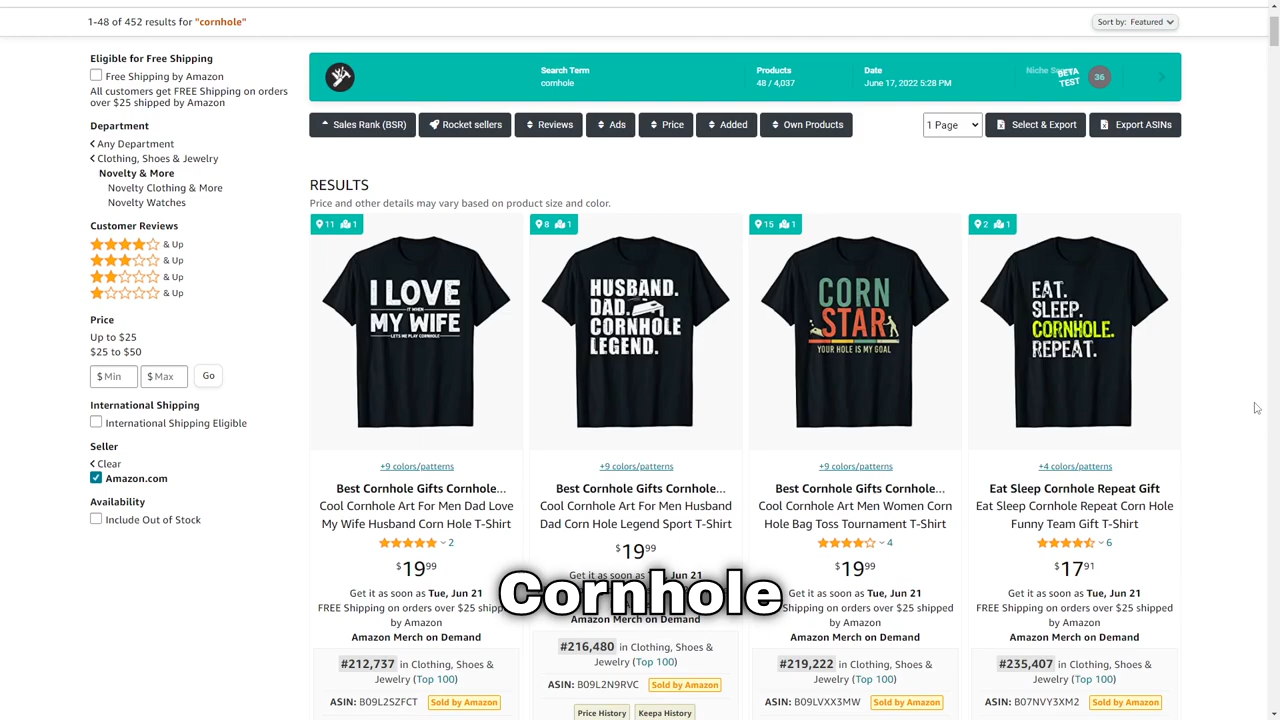 1-48 of 452 results for "cornhole"
Sort by: Featured
Eligible for Free Shipping
Free Shipping by Amazon
All customers get FREE Shipping on orders
over $25 shipped by Amazon
Department
Any Department
Clothing, Shoes & Jewelry
Novelty & More
Novelty Clothing & More
Novelty Watches
Customer Reviews
& Up
& Up
& Up
& Up
Price
Up to $25
$25 to $50
$ Min $ Max Go
International Shipping
International Shipping Eligible
Seller
Clear
Amazon.com
Availability
Include Out of Stock
Search Term
cornhole
Products
48 / 4,037
Date
June 17, 2022 5:28 PM
BETA
TEST
36
Sales Rank (BSR) Rocket sellers Reviews Ads Price Added Own Products 1 Page Select & Export Export ASINs
RESULTS
Price and other details may vary based on product size and color.
11 1
I LOVE
IT WHEN
MY WIFE
LETS ME PLAY CORNHOLE
+9 colors/patterns
Best Cornhole Gifts Cornhole...
Cool Cornhole Art For Men Dad Love
My Wife Husband Corn Hole T-Shirt
2
$19.99
Get it as soon as Tue, Jun 21
FREE Shipping on orders over $25 shipped
by Amazon
Amazon Merch on Demand
#212,737 in Clothing, Shoes &
Jewelry (Top 100)
ASIN: B09L2SZFCT Sold by Amazon
8 1
HUSBAND.
DAD.
CORNHOLE
LEGEND.
+9 colors/patterns
Best Cornhole Gifts Cornhole...
Cool Cornhole Art For Men Husband
Dad Corn Hole Legend Sport T-Shirt
$19.99
Get it as soon as Tue, Jun 21
Amazon Merch on Demand
#216,480 in Clothing, Shoes &
Jewelry (Top 100)
ASIN: B09L2N9RVC Sold by Amazon
Price History Keepa History
15 1
CORN
STAR
YOUR HOLE IS MY GOAL
+9 colors/patterns
Best Cornhole Gifts Cornhole...
Cool Cornhole Art Men Women Corn
Hole Bag Toss Tournament T-Shirt
4
$19.99
Get it as soon as Tue, Jun 21
FREE Shipping on orders over $25 shipped
by Amazon
Amazon Merch on Demand
#219,222 in Clothing, Shoes &
Jewelry (Top 100)
ASIN: B09LVXX3MW Sold by Amazon
2 1
EAT.
SLEEP.
CORNHOLE.
REPEAT.
+4 colors/patterns
Eat Sleep Cornhole Repeat Gift
Eat Sleep Cornhole Repeat Corn Hole
Funny Team Gift T-Shirt
6
$17.91
Get it as soon as Tue, Jun 21
FREE Shipping on orders over $25 shipped
by Amazon
Amazon Merch on Demand
#235,407 in Clothing, Shoes &
Jewelry (Top 100)
ASIN: B07NVY3XM2 Sold by Amazon
Cornhole